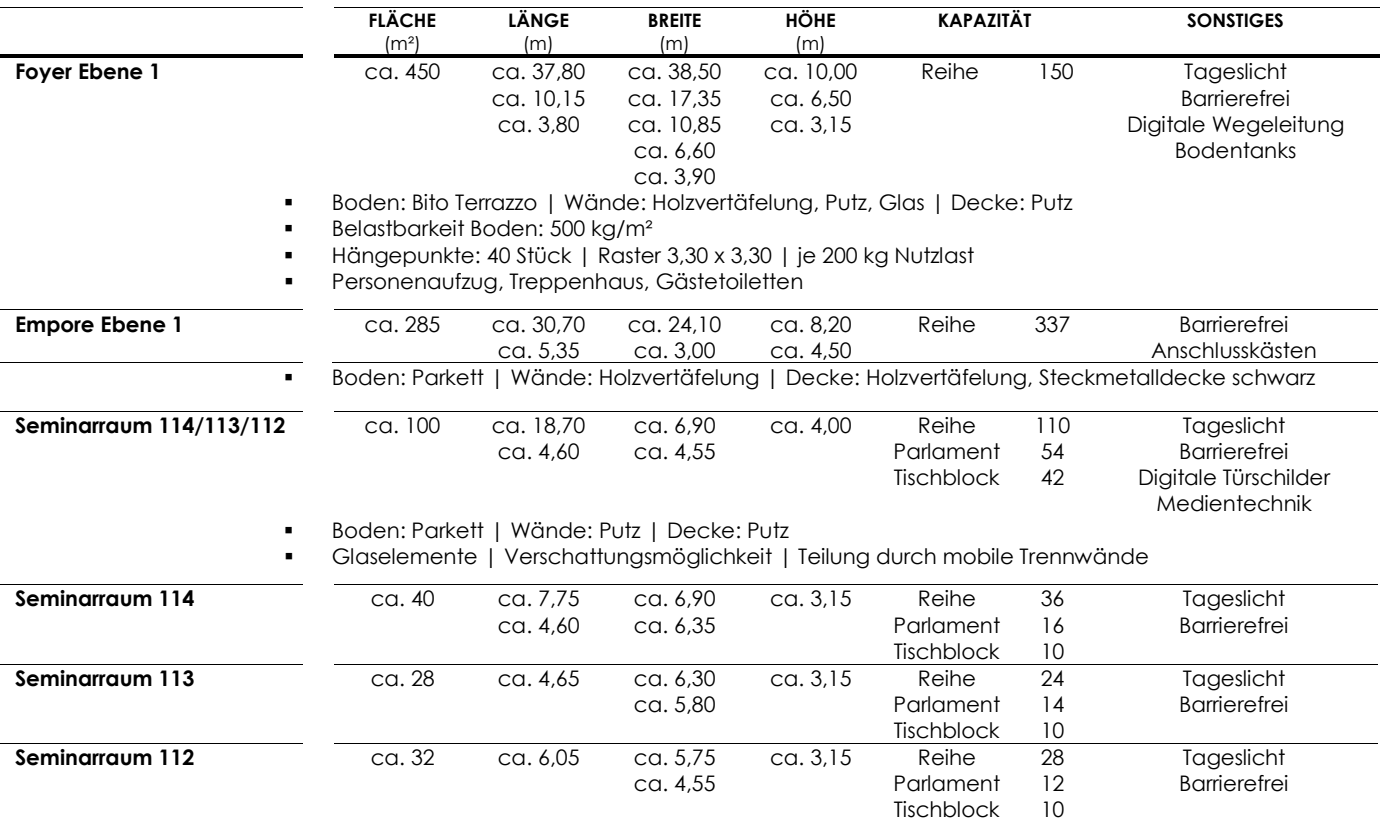 FLÄCHE LÄNGE BREITE HÖHE KAPAZITÄT SONSTIGES
(m²) (m) (m) (m)
Foyer Ebene 1 ca. 450 ca. 37,80 ca. 38,50 ca. 10,00 Reihe 150 Tageslicht
ca. 10,15 ca. 17,35 ca. 6,50 Barrierefrei
ca. 3,80 ca. 10,85 ca. 3,15 Digitale Wegeleitung
ca. 6,60 Bodentanks
ca. 3,90
▪ Boden: Bito Terrazzo | Wände: Holzvertäfelung, Putz, Glas | Decke: Putz
▪ Belastbarkeit Boden: 500 kg/m²
▪ Hängepunkte: 40 Stück | Raster 3,30 x 3,30 | je 200 kg Nutzlast
▪ Personenaufzug, Treppenhaus, Gästetoiletten
Empore Ebene 1 ca. 285 ca. 30,70 ca. 24,10 ca. 8,20 Reihe 337 Barrierefrei
ca. 5,35 ca. 3,00 ca. 4,50 Anschlusskästen
▪ Boden: Parkett | Wände: Holzvertäfelung | Decke: Holzvertäfelung, Steckmetalldecke schwarz
Seminarraum 114/113/112 ca. 100 ca. 18,70 ca. 6,90 ca. 4,00 Reihe 110 Tageslicht
ca. 4,60 ca. 4,55 Parlament 54 Barrierefrei
Tischblock 42 Digitale Türschilder
Medientechnik
▪ Boden: Parkett | Wände: Putz | Decke: Putz
▪ Glaselemente | Verschattungsmöglichkeit | Teilung durch mobile Trennwände
Seminarraum 114 ca. 40 ca. 7,75 ca. 6,90 ca. 3,15 Reihe 36 Tageslicht
ca. 4,60 ca. 6,35 Parlament 16 Barrierefrei
Tischblock 10
Seminarraum 113 ca. 28 ca. 4,65 ca. 6,30 ca. 3,15 Reihe 24 Tageslicht
ca. 5,80 Parlament 14 Barrierefrei
Tischblock 10
Seminarraum 112 ca. 32 ca. 6,05 ca. 5,75 ca. 3,15 Reihe 28 Tageslicht
ca. 4,55 Parlament 12 Barrierefrei
Tischblock 10